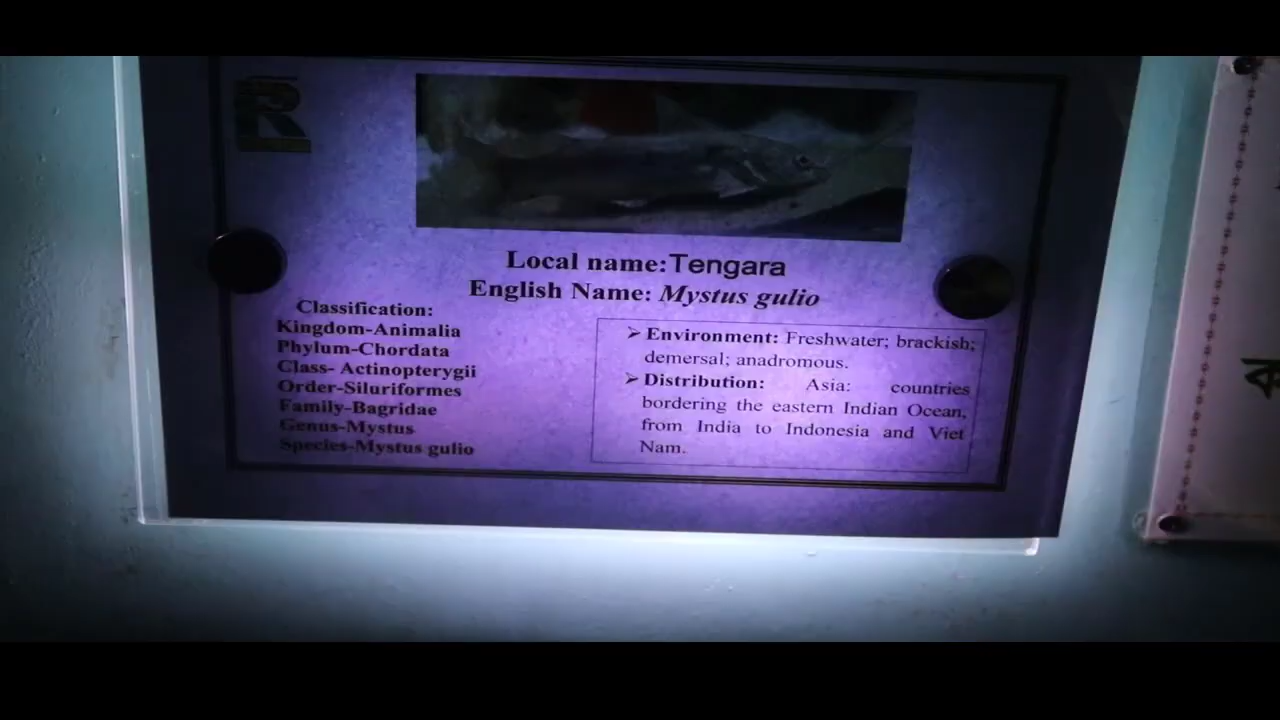 Local name:Tengara
English Name: Mystus gulio
Classification:
Kingdom-Animalia
Phylum-Chordata
Class- Actinopterygii
Order-Siluriformes
Family-Bagridae
Genus-Mystus
Species-Mystus gulio
➢ Environment: Freshwater; brackish;
demersal; anadromous.
➢ Distribution: Asia: countries
bordering the eastern Indian Ocean,
from India to Indonesia and Viet
Nam.